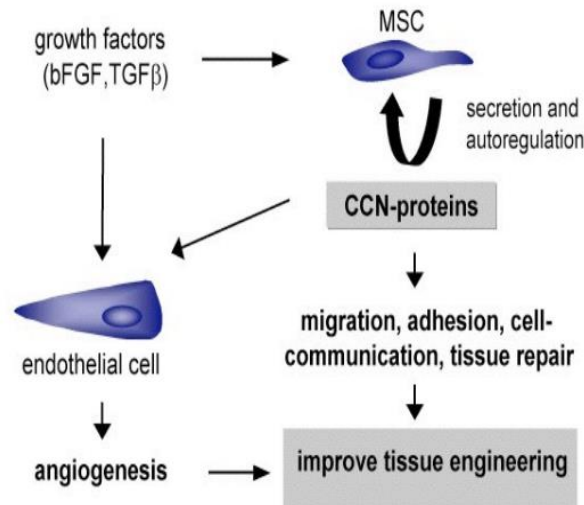 MSC
growth factors
(bFGF,TGFβ)
secretion and
autoregulation
CCN-proteins
migration, adhesion, cell-
communication, tissue repair
endothelial cell
angiogenesis
improve tissue engineering